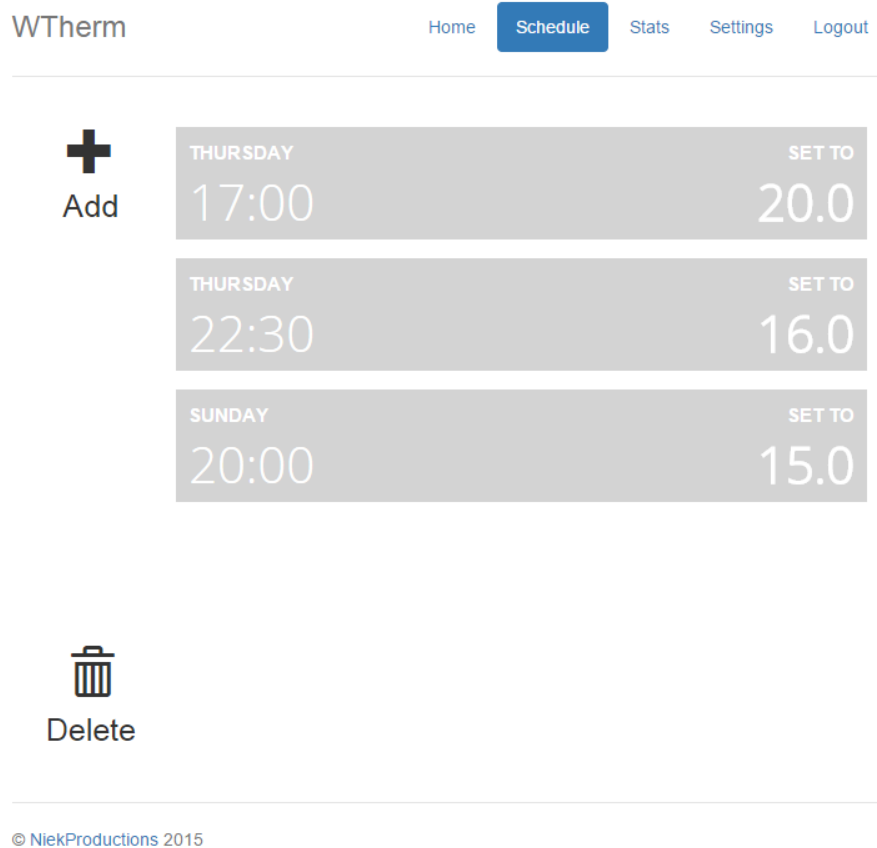 WTherm Home Schedule Stats Settings Logout
Add
THURSDAY SET TO
17:00 20.0
THURSDAY SET TO
22:30 16.0
SUNDAY SET TO
20:00 15.0
Delete
© NiekProductions 2015